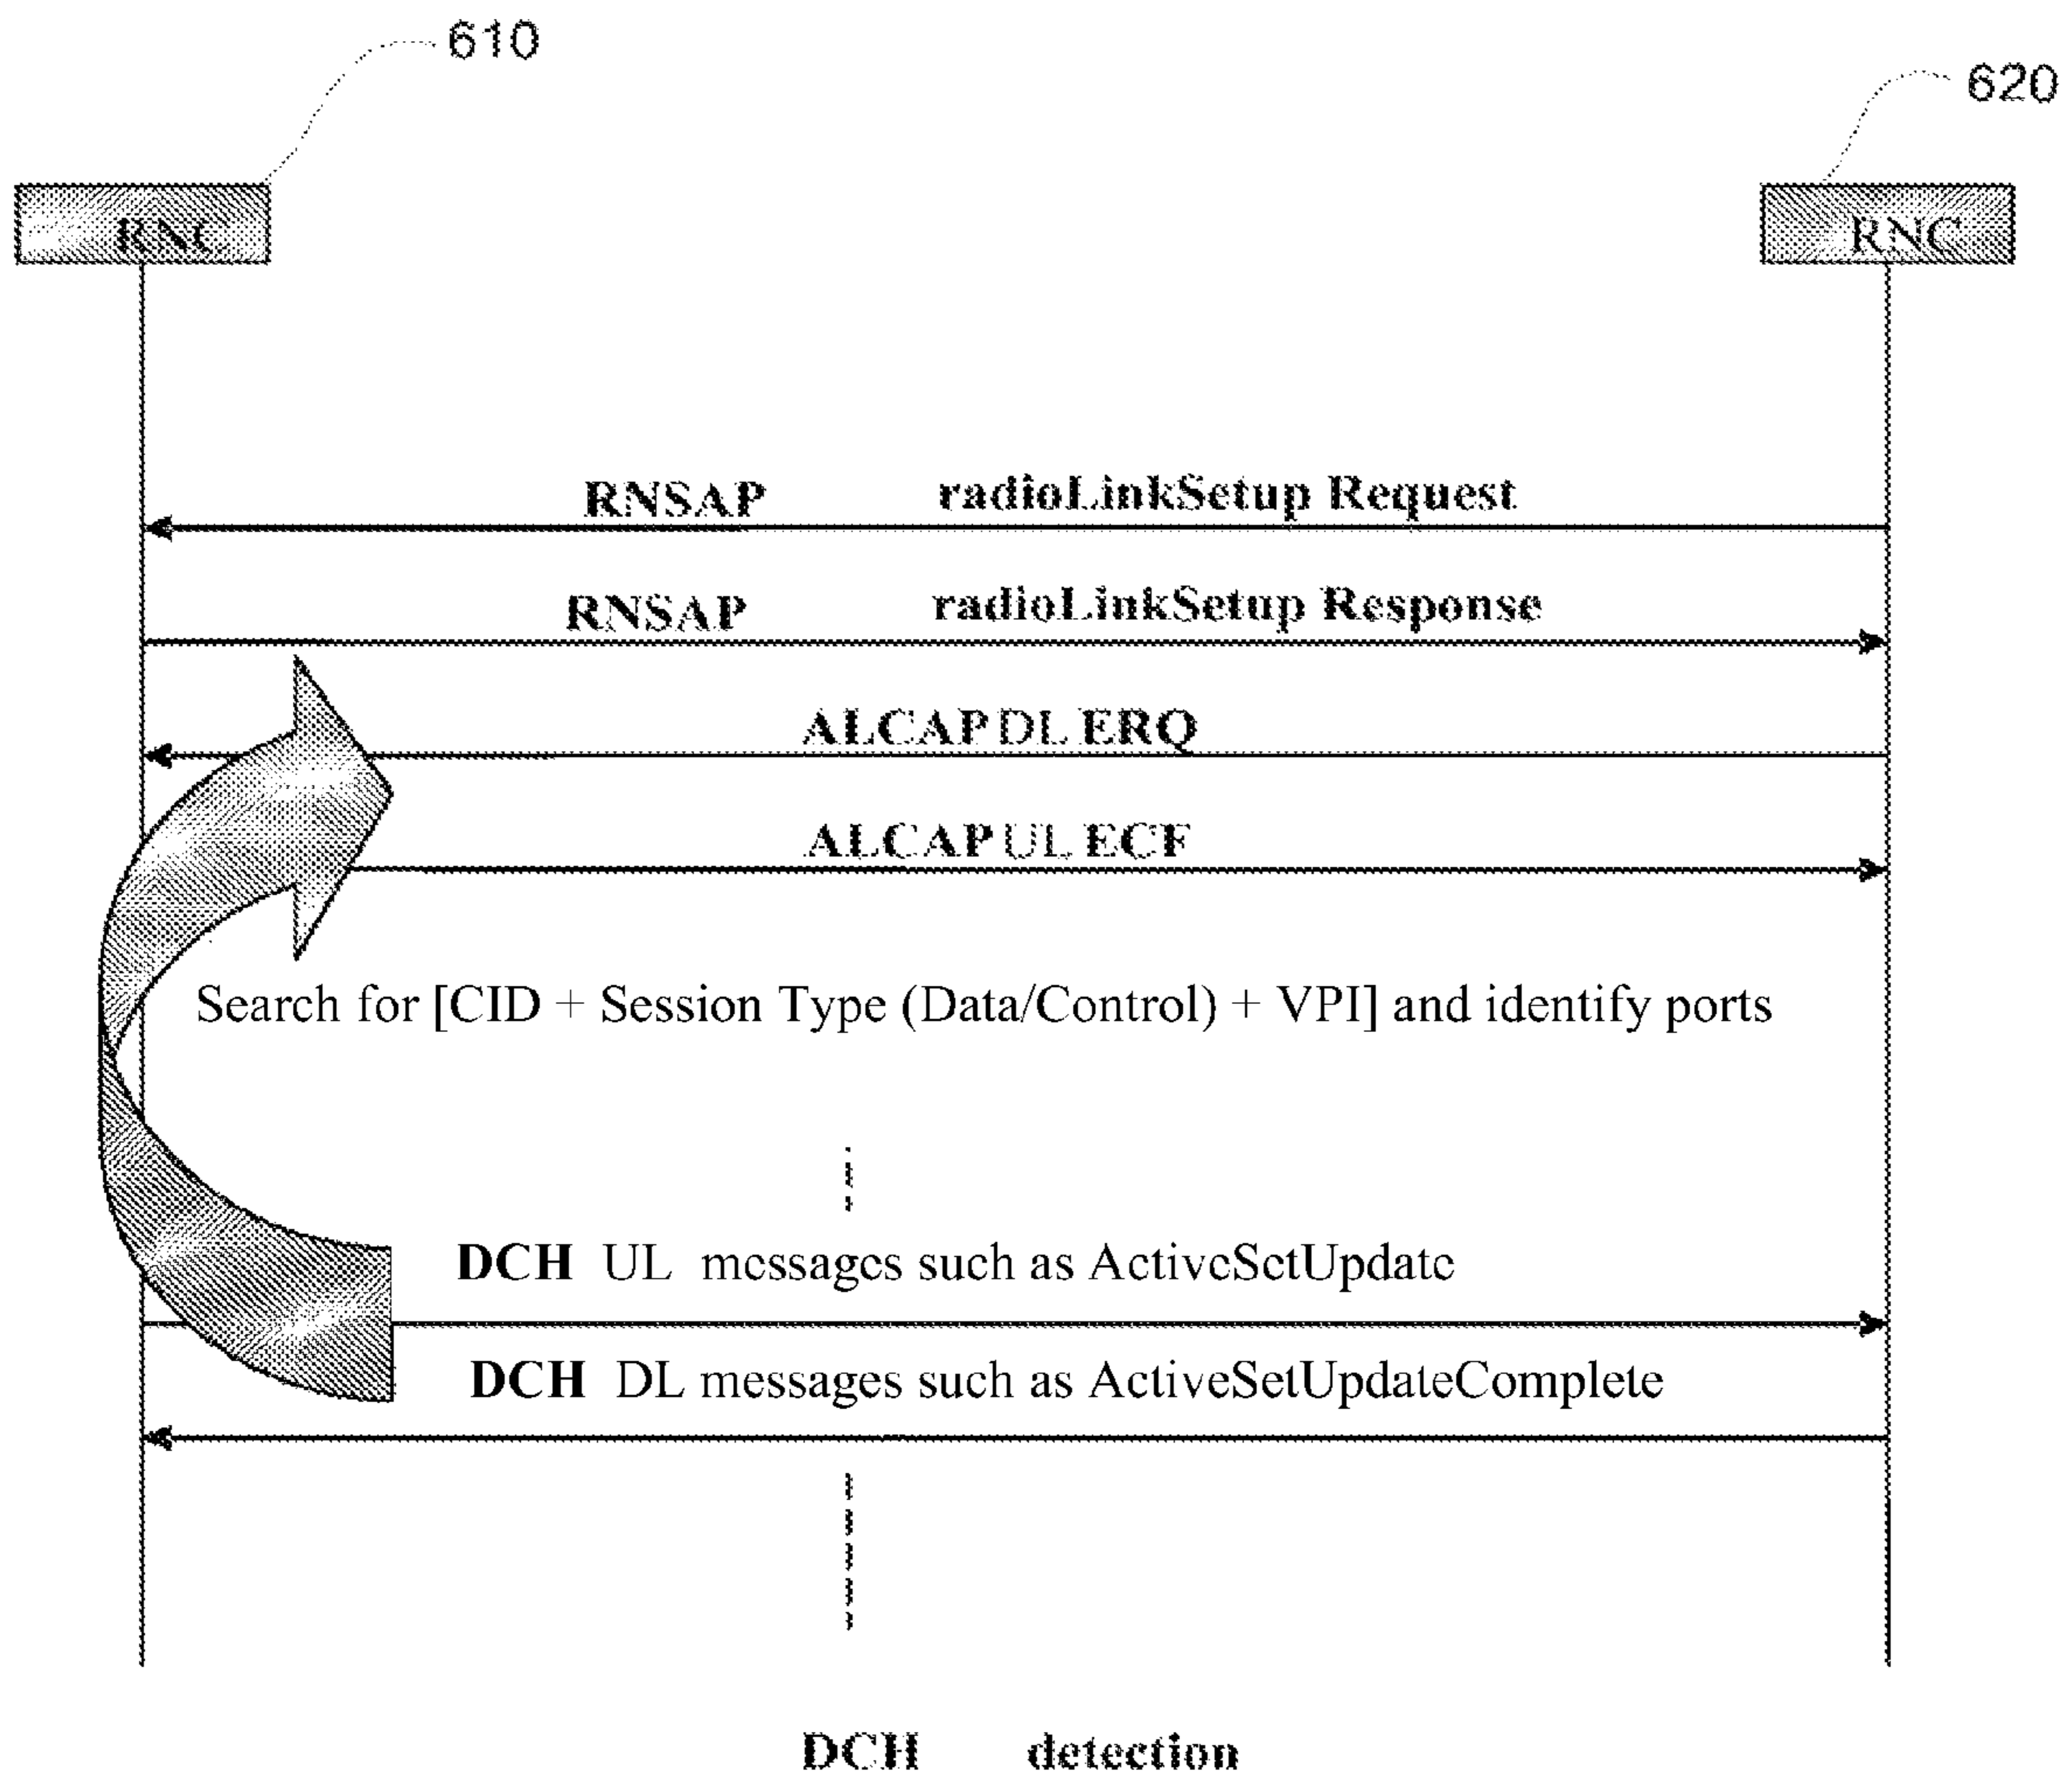 610
620
RNC
RNC
RNSAP radioLinkSetup Request
RNSAP radioLinkSetup Response
ALCAP DL ERQ
ALCAP UL ECF
Search for [CID + Session Type (Data/Control) + VPI] and identify ports
DCH UL messages such as ActiveSetUpdate
DCH DL messages such as ActiveSetUpdateComplete
DCH detection